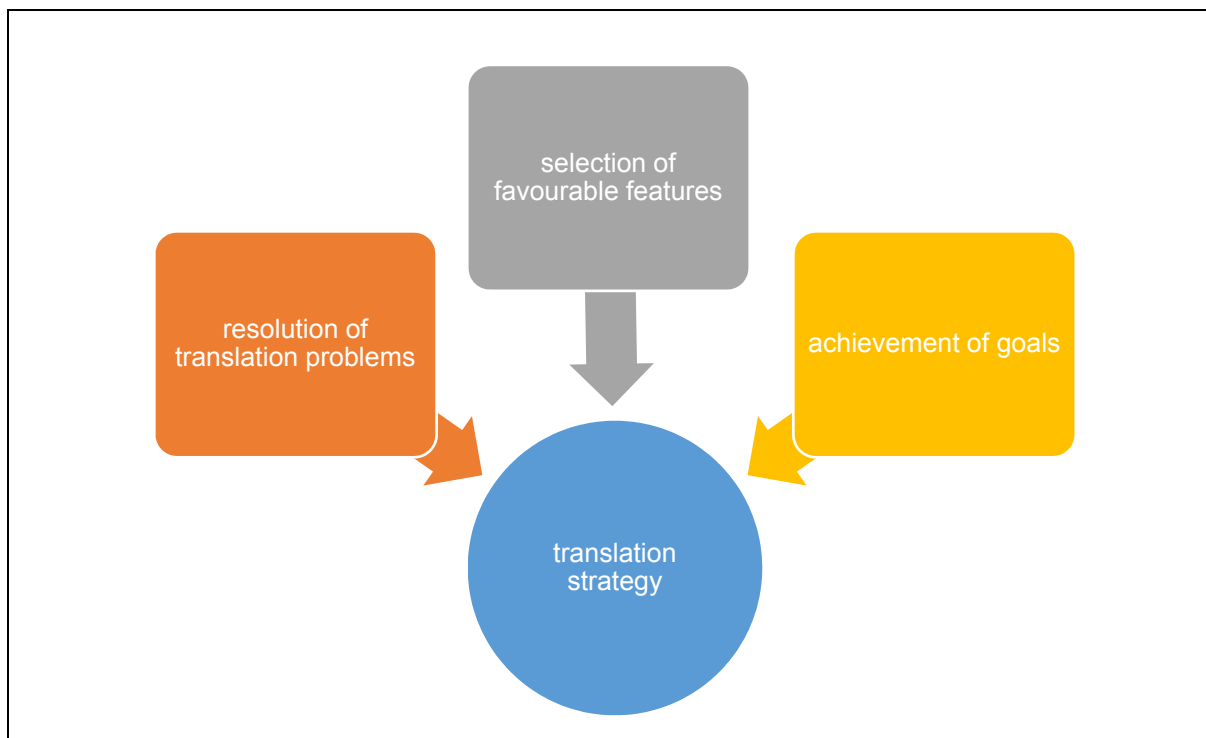 selection of
favourable features
resolution of
translation problems
achievement of goals
translation
strategy